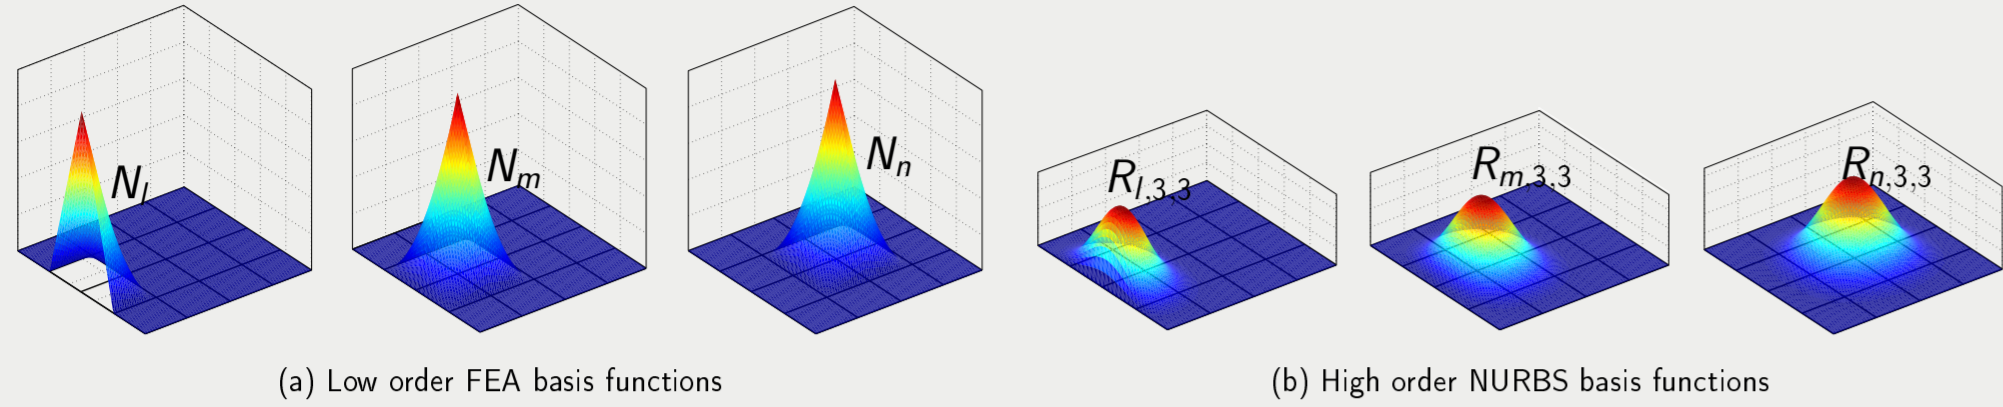 N_l
N_m
N_n
R_{l,3,3}
R_{m,3,3}
R_{n,3,3}
(a) Low order FEA basis functions
(b) High order NURBS basis functions